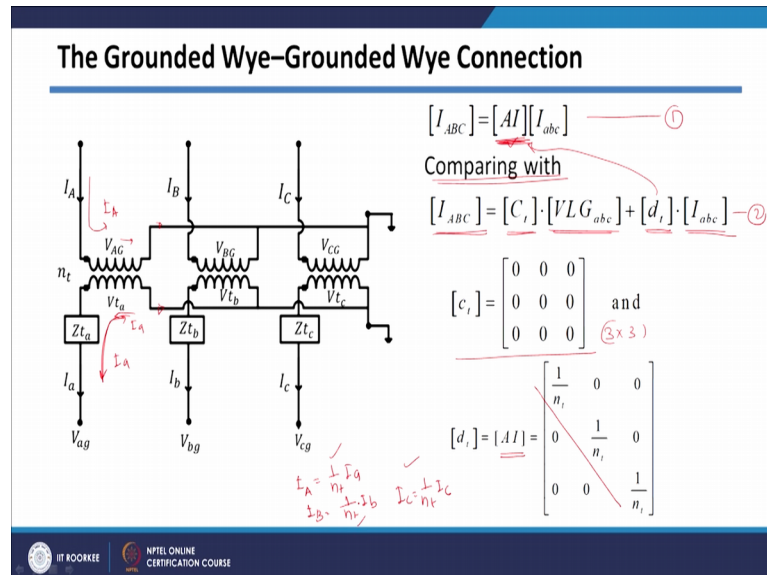 The Grounded Wye–Grounded Wye Connection
[I_ABC]=[AI][I_abc] ①
Comparing with
[I_ABC]=[C_t]·[VLG_abc]+[d_t]·[I_abc] ②
I_A I_B I_C
I_A
V_AG V_BG V_CG
n_t
Vt_a Vt_b Vt_c
Zt_a Zt_b Zt_c
I_a
I_a
I_a I_b I_c
V_ag V_bg V_cg
[c_t]=
0 0 0
0 0 0
0 0 0
and
(3×3)
[d_t]=[AI]=
1/n_t 0 0
0 1/n_t 0
0 0 1/n_t
I_A = 1/n_t I_a
I_B = 1/n_t · I_b
I_C = 1/n_t I_c
IIT ROORKEE
NPTEL ONLINE
CERTIFICATION COURSE
NPTEL